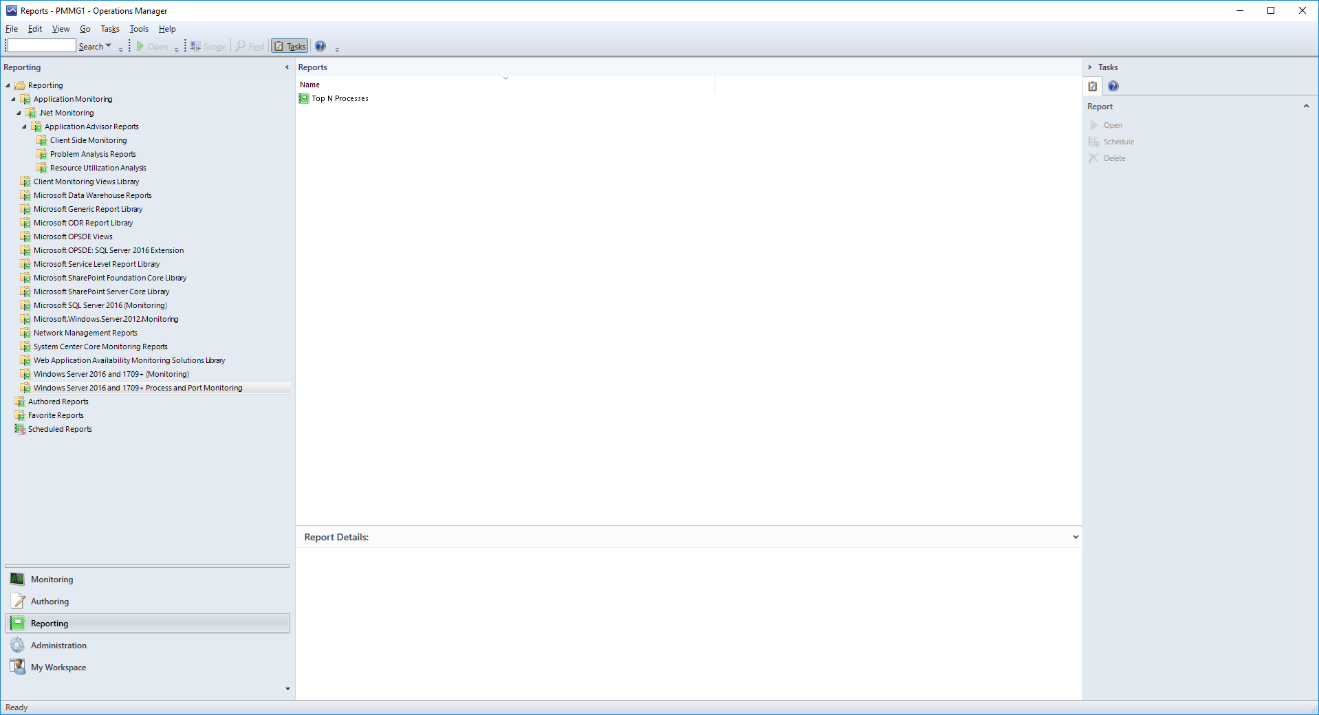 Reports - PMMG1 - Operations Manager
File Edit View Go Tasks Tools Help
Search Open Scope Find Tasks
Reporting
Reporting
Application Monitoring
.Net Monitoring
Application Advisor Reports
Client Side Monitoring
Problem Analysis Reports
Resource Utilization Analysis
Client Monitoring Views Library
Microsoft Data Warehouse Reports
Microsoft Generic Report Library
Microsoft ODR Report Library
Microsoft OPSDE Views
Microsoft OPSDE: SQL Server 2016 Extension
Microsoft Service Level Report Library
Microsoft SharePoint Foundation Core Library
Microsoft SharePoint Server Core Library
Microsoft SQL Server 2016 (Monitoring)
Microsoft.Windows.Server.2012.Monitoring
Network Management Reports
System Center Core Monitoring Reports
Web Application Availability Monitoring Solutions Library
Windows Server 2016 and 1709+ (Monitoring)
Windows Server 2016 and 1709+ Process and Port Monitoring
Authored Reports
Favorite Reports
Scheduled Reports
Monitoring
Authoring
Reporting
Administration
My Workspace
Reports
Name
Top N Processes
Report Details:
Tasks
Report
Open
Schedule
Delete
Ready